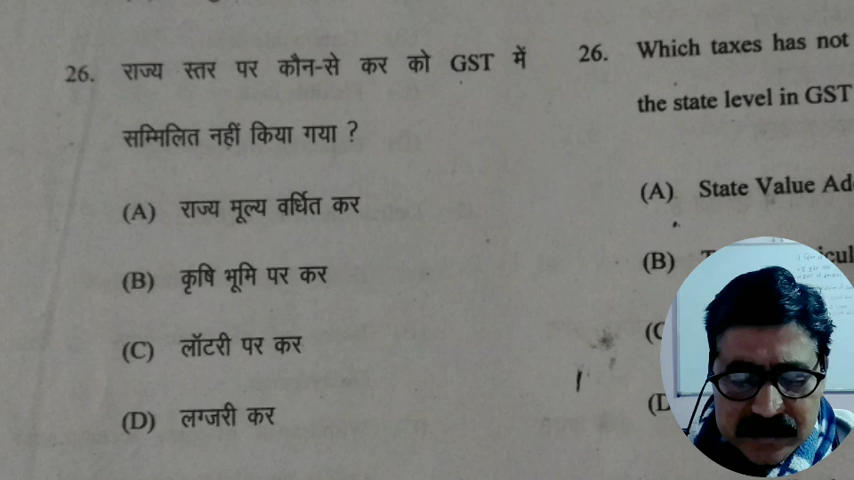 26. राज्य स्तर पर कौन-से कर को GST में
सम्मिलित नहीं किया गया ?
(A) राज्य मूल्य वर्धित कर
(B) कृषि भूमि पर कर
(C) लॉटरी पर कर
(D) लग्जरी कर
26. Which taxes has not
the state level in GST
(A) State Value Ad
(B)